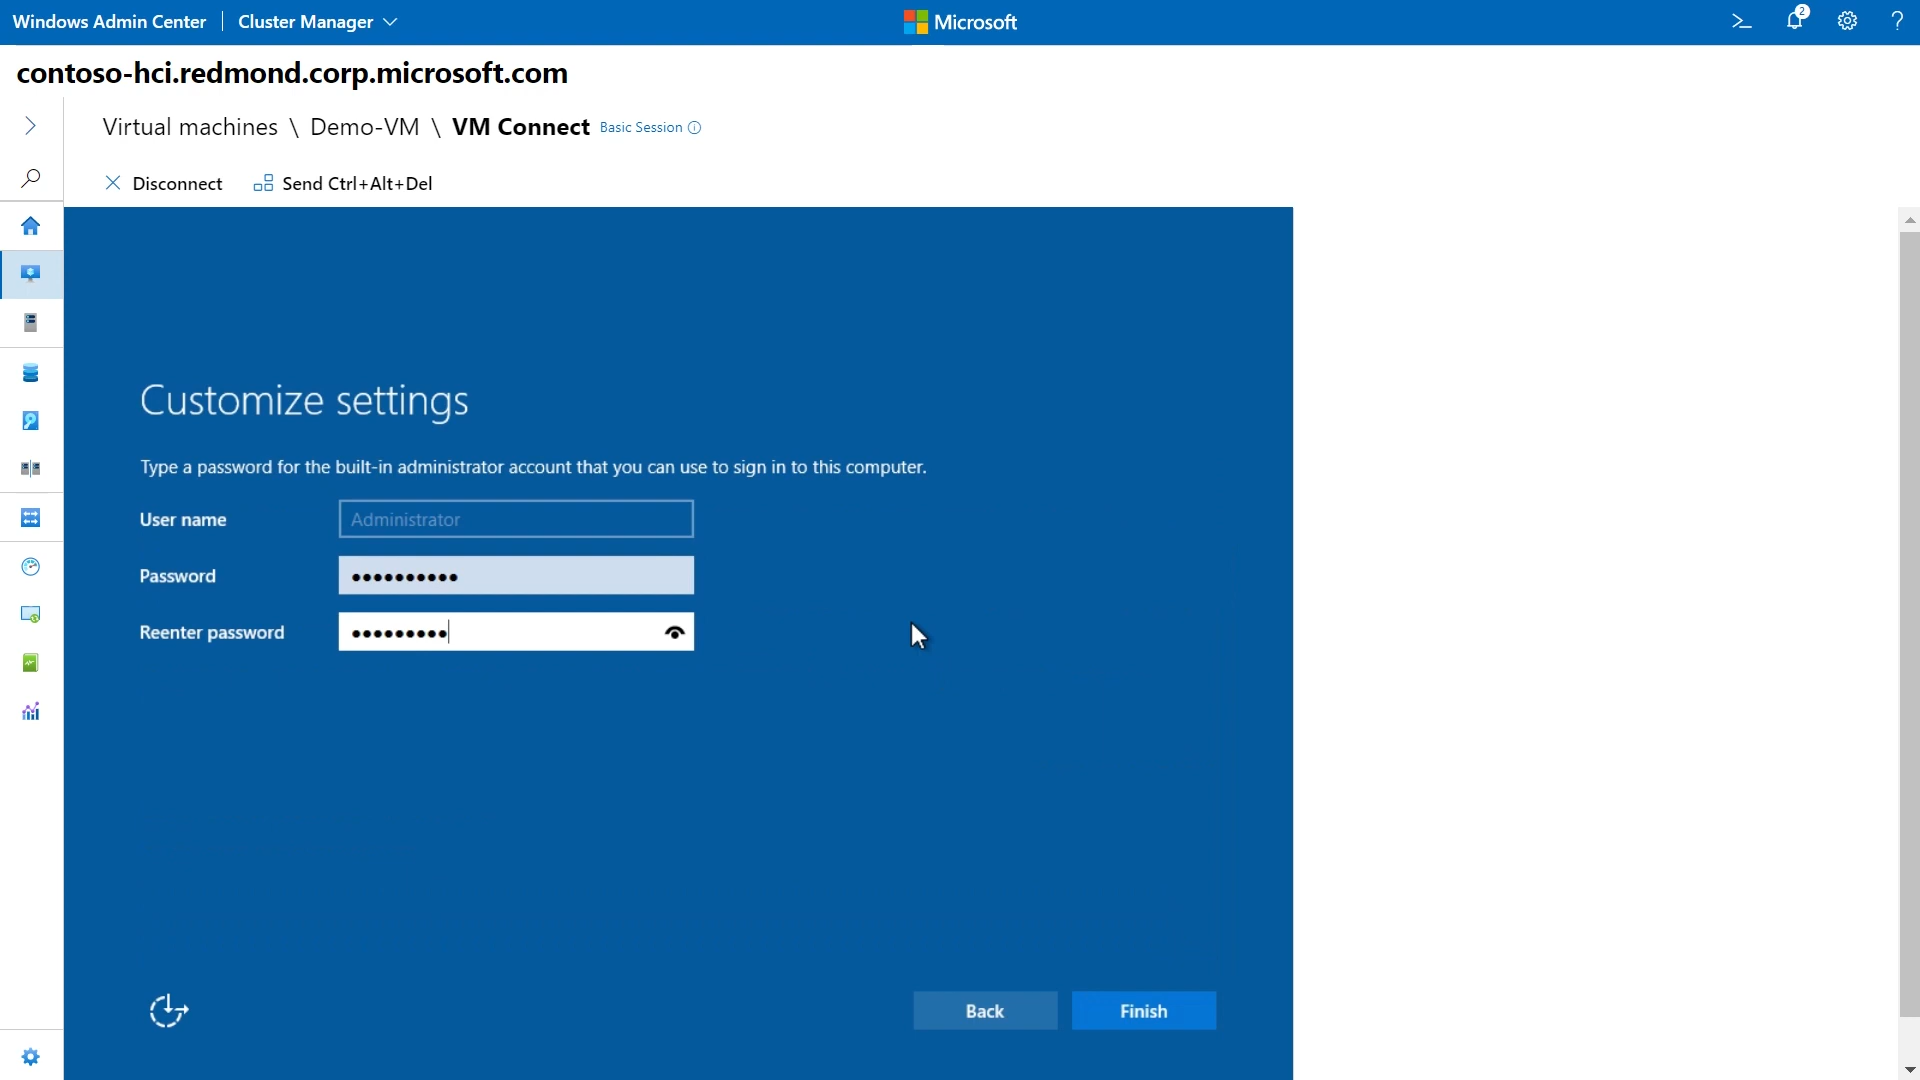 Windows Admin Center
Cluster Manager
Microsoft
2
?
contoso-hci.redmond.corp.microsoft.com
Virtual machines \ Demo-VM \ VM Connect Basic Session
Disconnect
Send Ctrl+Alt+Del
Customize settings
Type a password for the built-in administrator account that you can use to sign in to this computer.
User name
Administrator
Password
••••••••••
Reenter password
•••••••••
Back
Finish